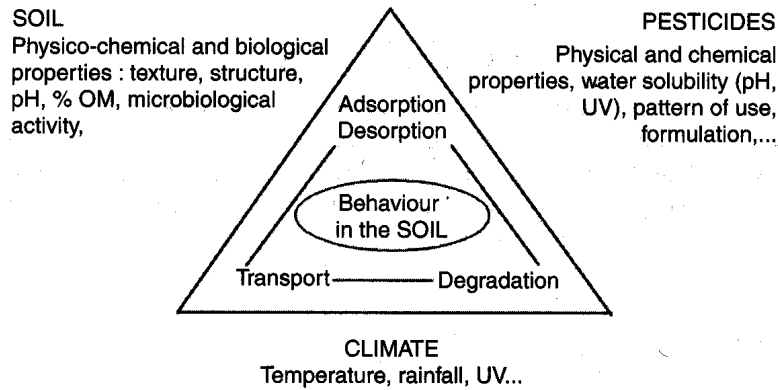 SOIL
Physico-chemical and biological
properties : texture, structure,
pH, % OM, microbiological
activity,
PESTICIDES
Physical and chemical
properties, water solubility (pH,
UV), pattern of use,
formulation,...
Adsorption
Desorption
Behaviour
in the SOIL
Transport Degradation
CLIMATE
Temperature, rainfall, UV...